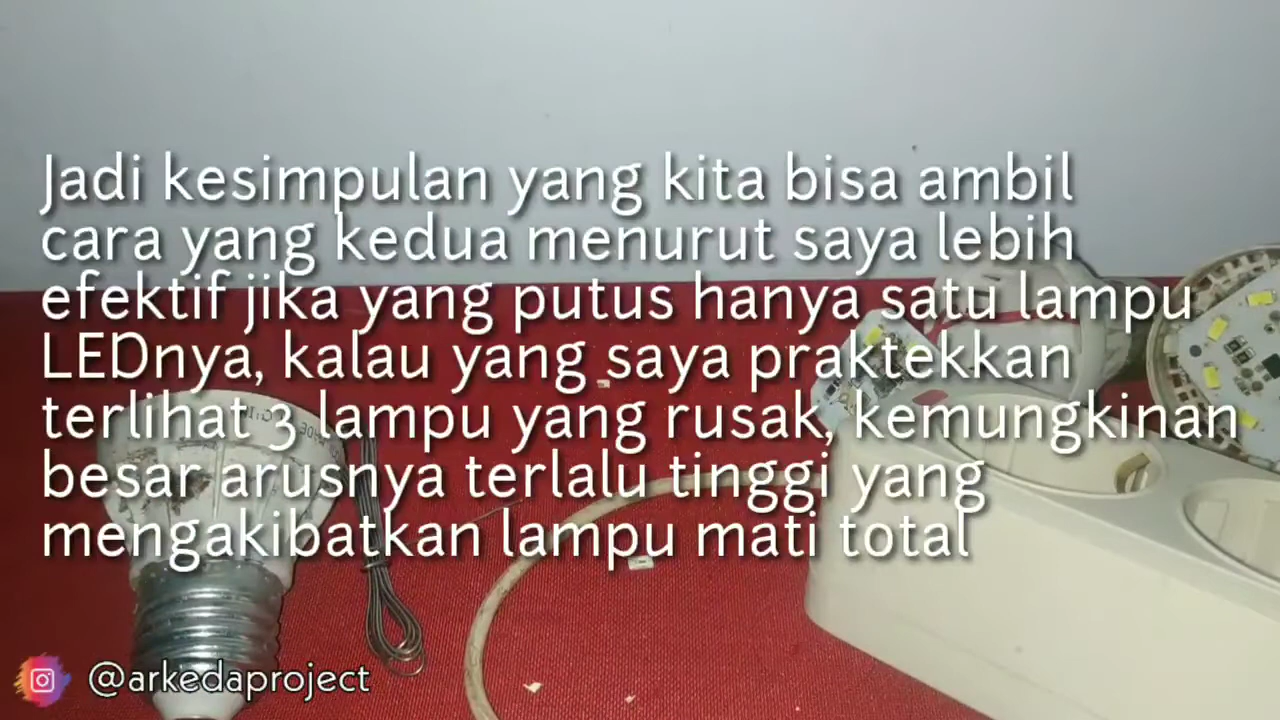 Jadi kesimpulan yang kita bisa ambil
cara yang kedua menurut saya lebih
efektif jika yang putus hanya satu lampu
LEDnya, kalau yang saya praktekkan
terlihat 3 lampu yang rusak, kemungkinan
besar arusnya terlalu tinggi yang
mengakibatkan lampu mati total
@arkedaproject